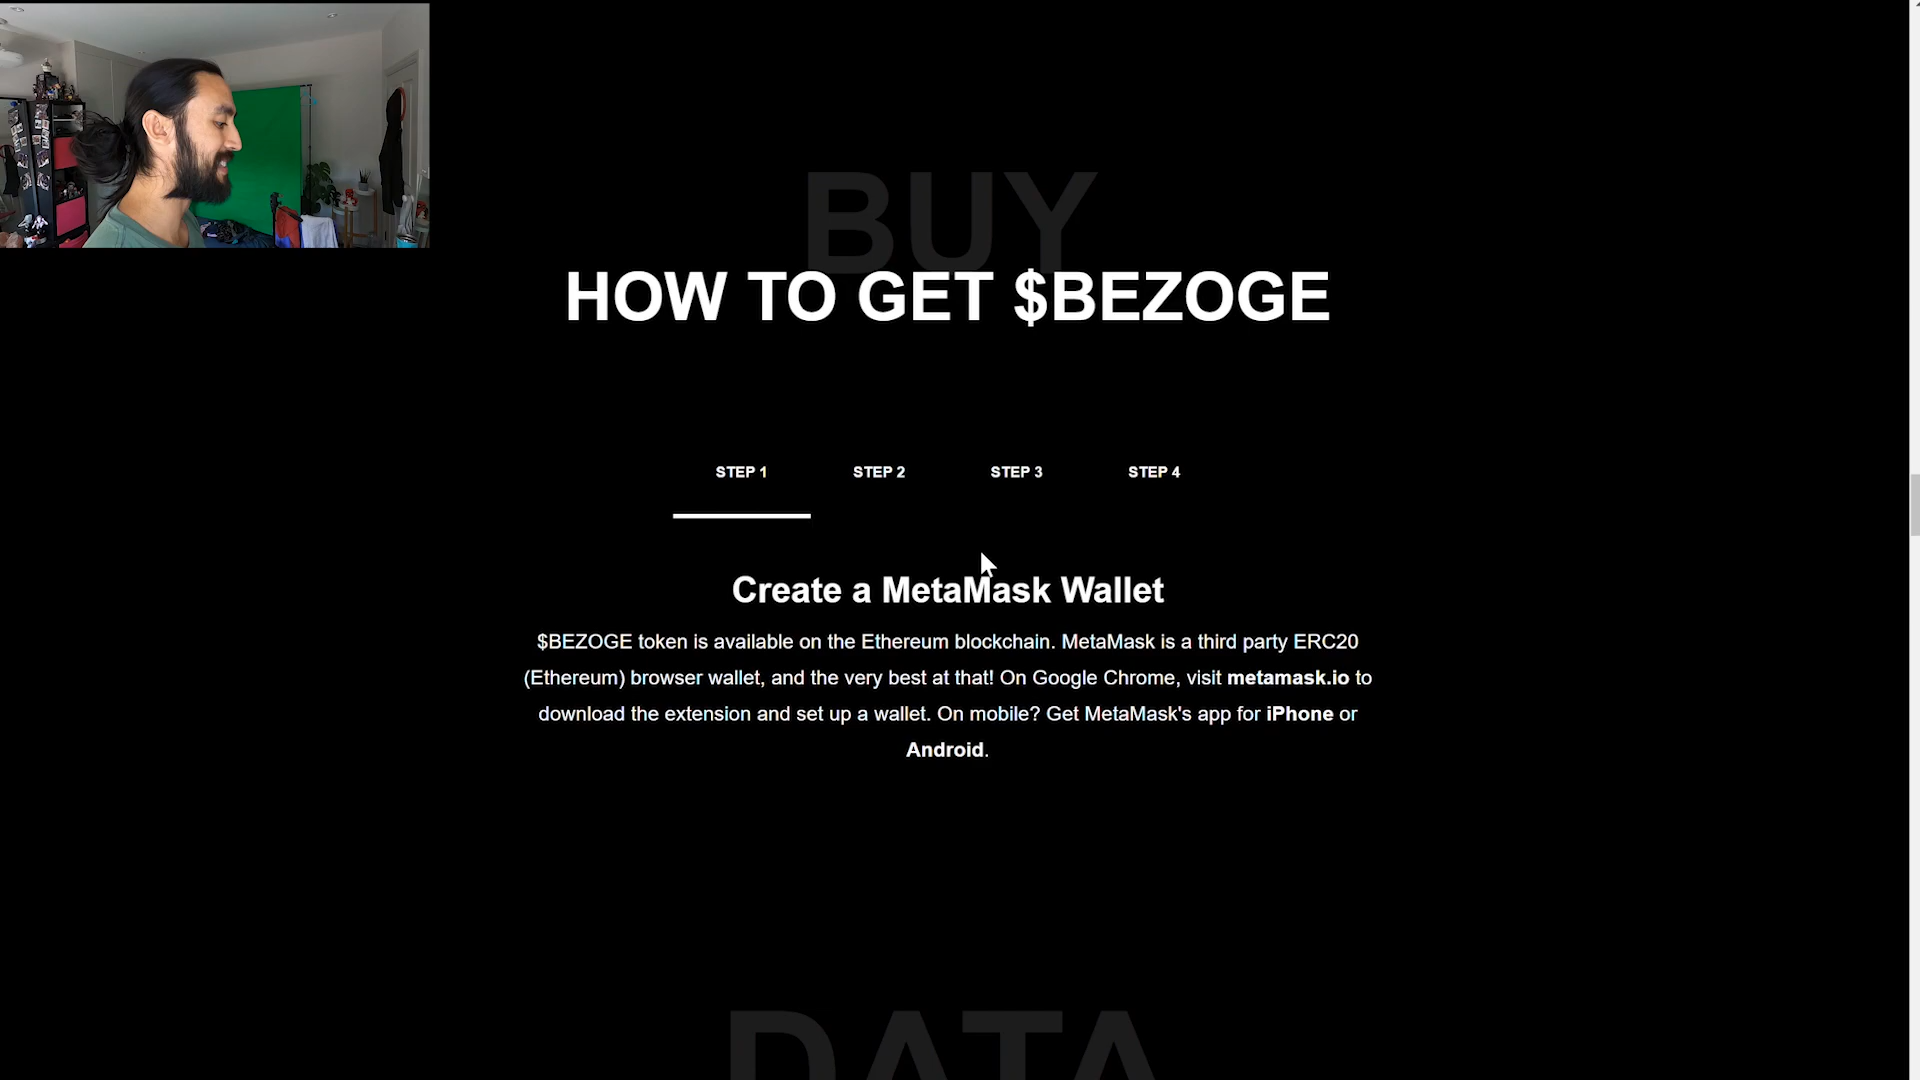 BUY
HOW TO GET $BEZOGE
STEP 1 STEP 2 STEP 3 STEP 4
Create a MetaMask Wallet
$BEZOGE token is available on the Ethereum blockchain. MetaMask is a third party ERC20
(Ethereum) browser wallet, and the very best at that! On Google Chrome, visit metamask.io to
download the extension and set up a wallet. On mobile? Get MetaMask's app for iPhone or
Android.
DATA